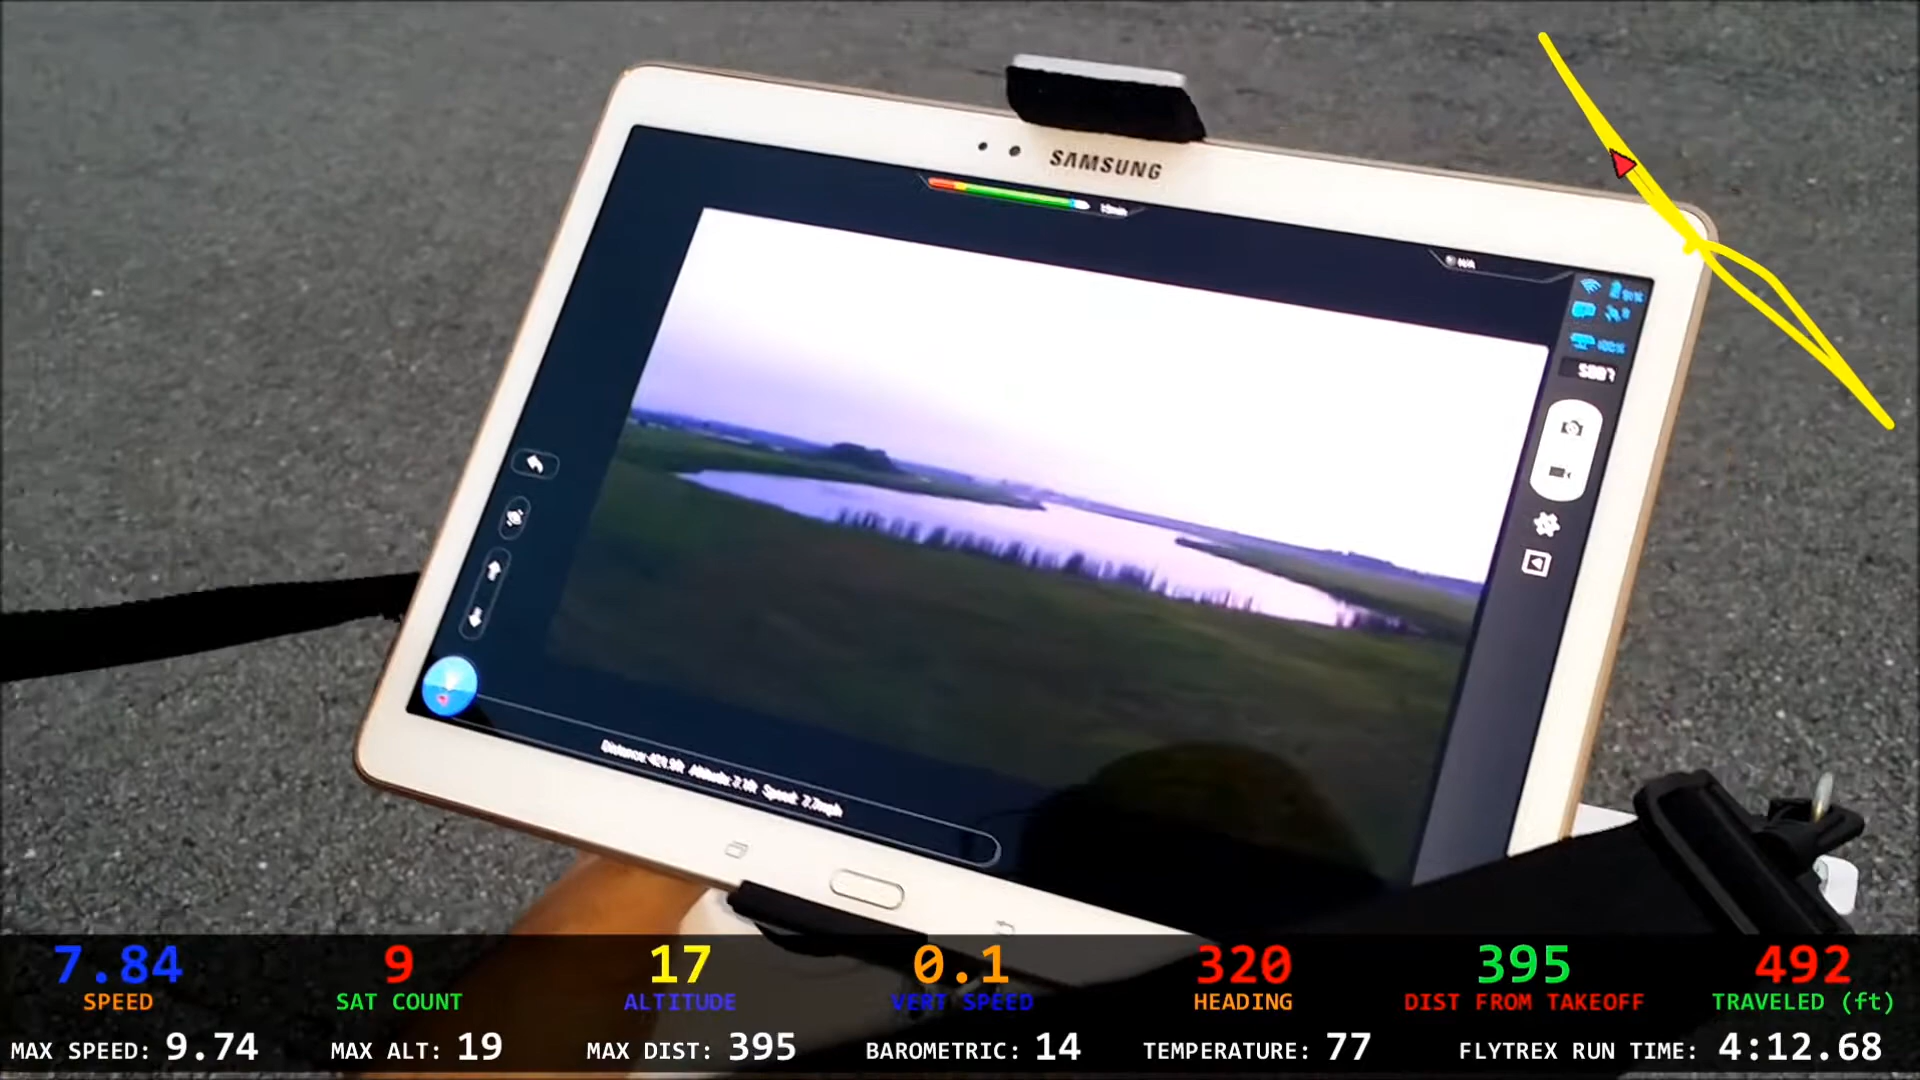 SAMSUNG
7.84 9 17 0.1 320 395 492
SPEED SAT COUNT ALTITUDE VERT SPEED HEADING DIST FROM TAKEOFF TRAVELED (ft)
MAX SPEED: 9.74 MAX ALT: 19 MAX DIST: 395 BAROMETRIC: 14 TEMPERATURE: 77 FLYTREX RUN TIME: 4:12.68